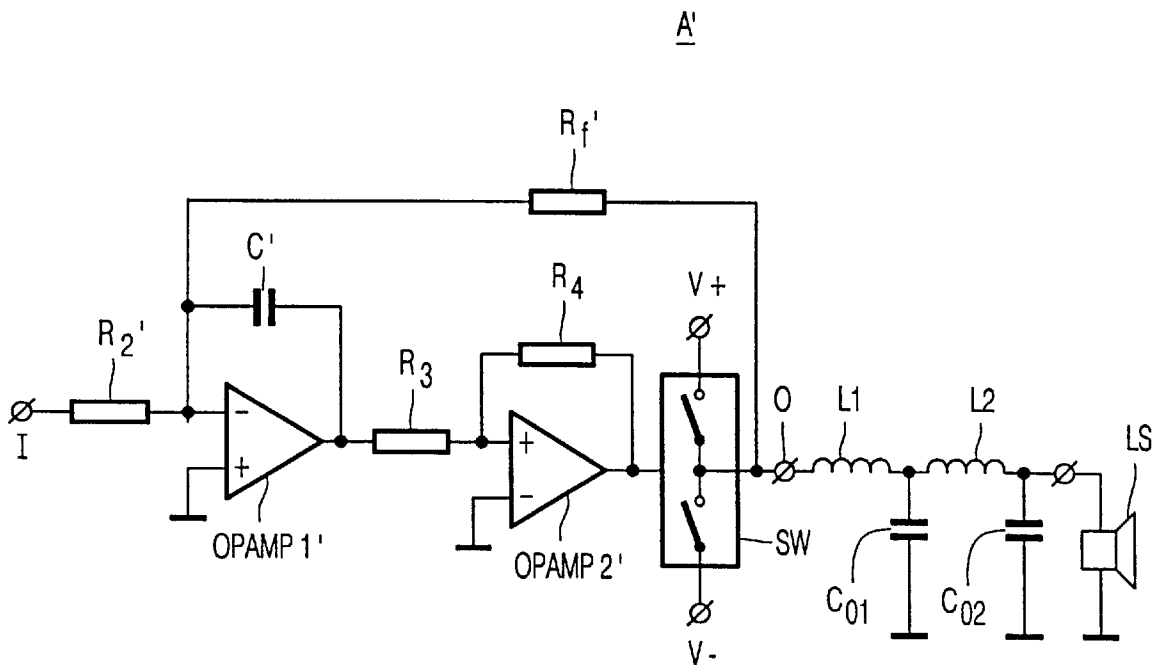 A'
Rf'
C'
R4
V+
R2'
R3
O
L1
L2
LS
I
−
+
+
−
OPAMP 1'
OPAMP 2'
SW
C01
C02
V-